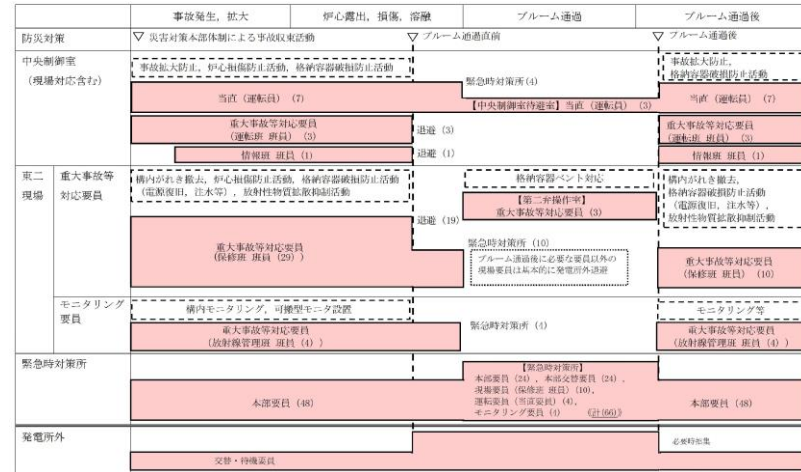 事故発生，拡大
炉心露出，損傷，溶融
プルーム通過
プルーム通過後
防災対策
▽ 災害対策本部体制による事故収束活動
▽ プルーム通過直前
▽ プルーム通過後
中央制御室
（現場対応含む）
事故拡大防止，炉心損傷防止活動，格納容器破損防止活動
緊急時対策所(4)
事故拡大防止，
格納容器破損防止
活動
当直（運転員）(7)
【中央制御室待避室】当直（運転員）(3)
当直（運転員）(7)
重大事故等対応要員
（運転班 班員）(3)
退避 (3)
重大事故等対応要員
（運転班 班員）(3)
情報班 班員 (1)
退避 (1)
情報班 班員 (1)
東二
現場
重大事故等
対応要員
構内がれき撤去，炉心損傷防止活動，格納容器破損防止活動
（電源復旧，注水等），放射性物質拡散抑制活動
格納容器ベント対応
構内がれき撤去，
格納容器破損防止活動
（電源復旧，注水等），
放射性物質拡散
抑制活動
【第二弁操作室】
重大事故等対応要員 (3)
退避 (19)
重大事故等対応要員
（保修班 班員 (29)）
緊急時対策所 (10)
プルーム通過後に必要な要員以外の
現場要員は基本的に発電所外退避
重大事故等対応要員
（保修班 班員）(10)
モニタリング
要員
構内モニタリング，可搬型モニタ設置
モニタリング等
重大事故等対応要員
（放射線管理班 班員 (4)）
緊急時対策所 (4)
重大事故等対応要員
（放射線管理班 班員 (4)）
緊急時対策所
本部要員 (48)
【緊急時対策所】
本部要員 (24)，本部交替要員 (24)，
現場要員（保修班 班員）(10)，
運転要員（当直要員）(4)，
モニタリング要員 (4) 《計(66)》
本部要員 (48)
発電所外
交替・待機要員
必要時招集